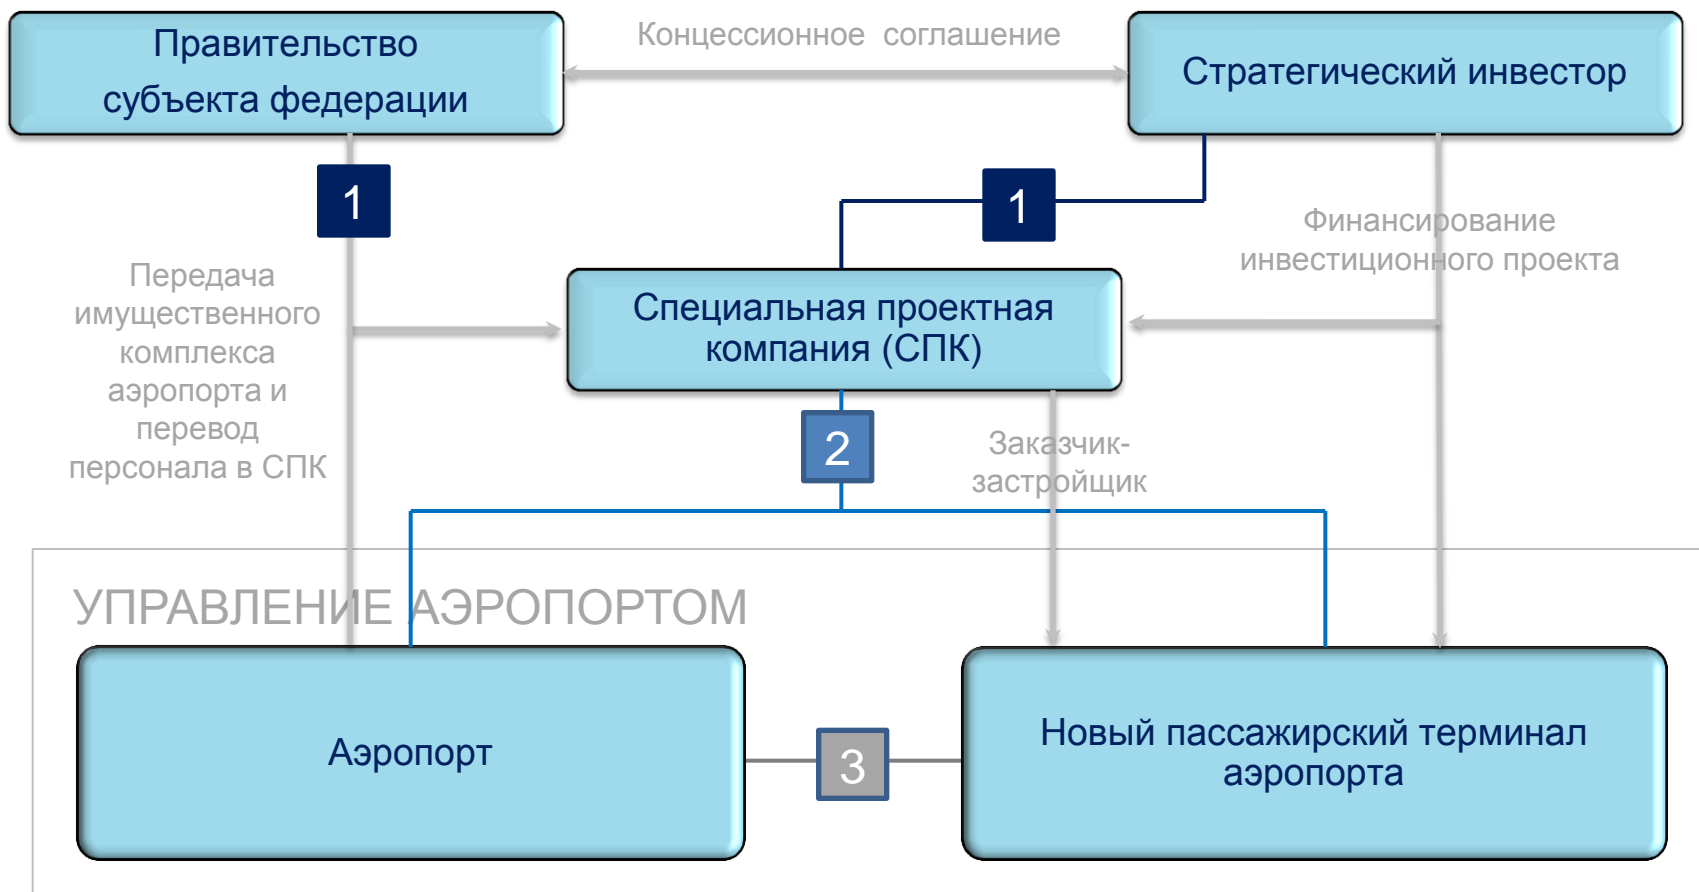 Правительство
субъекта федерации
Концессионное соглашение
Стратегический инвестор
1
1
Финансирование
инвестиционного проекта
Передача
имущественного
комплекса
аэропорта и
перевод
персонала в СПК
Специальная проектная
компания (СПК)
2
Заказчик-
застройщик
УПРАВЛЕНИЕ АЭРОПОРТОМ
Аэропорт
3
Новый пассажирский терминал
аэропорта